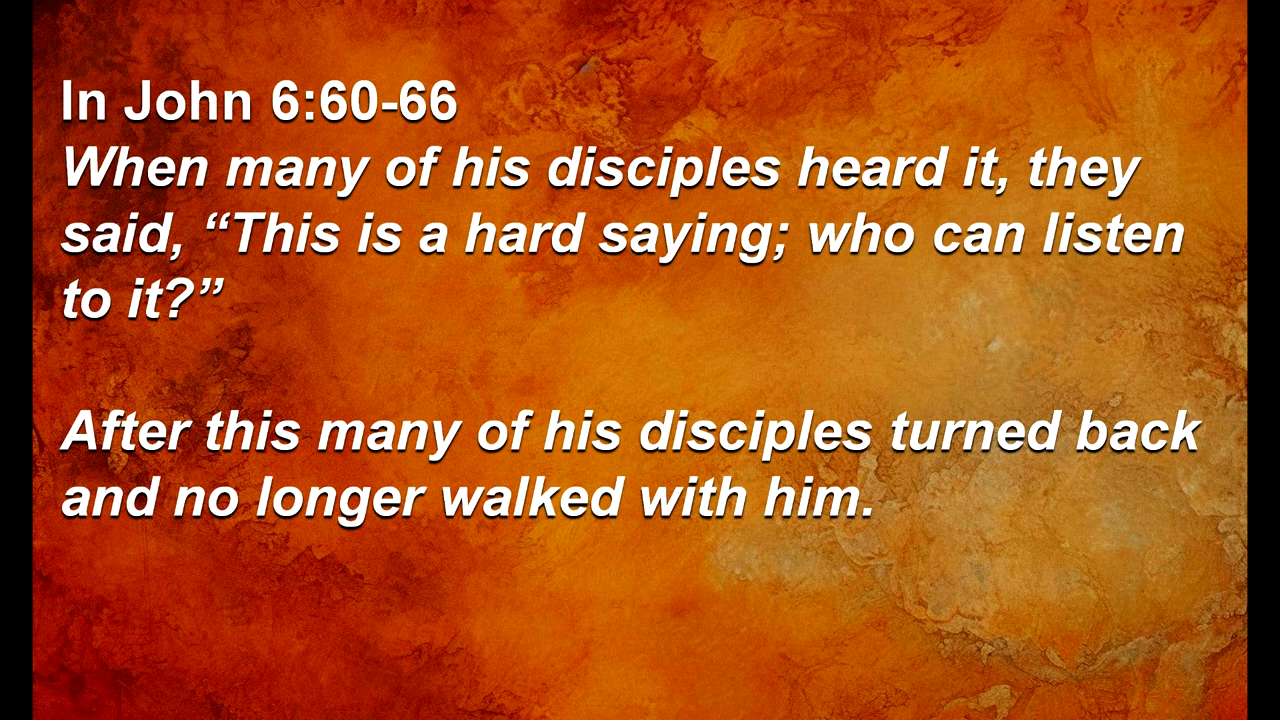 In John 6:60-66
When many of his disciples heard it, they
said, “This is a hard saying; who can listen
to it?”
After this many of his disciples turned back
and no longer walked with him.